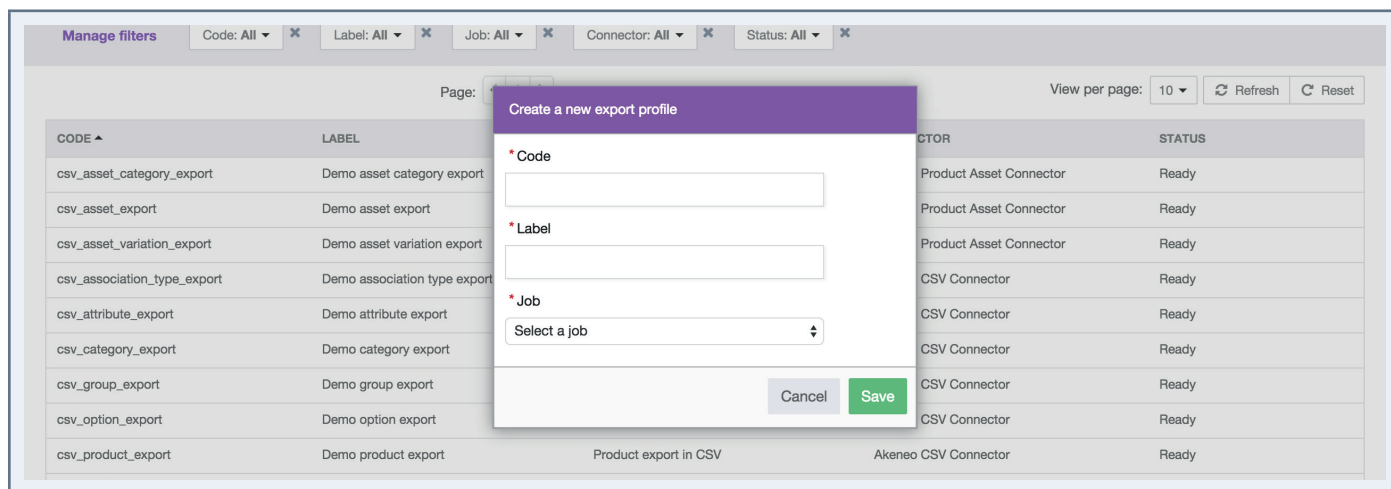 Manage filters Code: All Label: All Job: All Connector: All Status: All
Page: View per page: 10 Refresh Reset
Create a new export profile
CODE LABEL CTOR STATUS
* Code
csv_asset_category_export Demo asset category export Product Asset Connector Ready
csv_asset_export Demo asset export Product Asset Connector Ready
* Label
csv_asset_variation_export Demo asset variation export Product Asset Connector Ready
csv_association_type_export Demo association type export CSV Connector Ready
* Job
csv_attribute_export Demo attribute export CSV Connector Ready
Select a job
csv_category_export Demo category export CSV Connector Ready
csv_group_export Demo group export CSV Connector Ready
Cancel Save
csv_option_export Demo option export CSV Connector Ready
csv_product_export Demo product export Product export in CSV Akeneo CSV Connector Ready